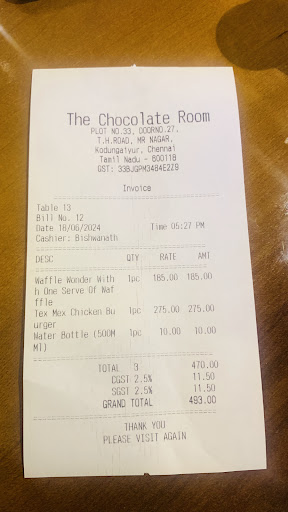 The Chocolate Room
PLOT NO.33, DOORNO.27,
T.H.ROAD, MR NAGAR,
Kodungaiyur, Chennai
Tamil Nadu - 600118
GST: 33BJGPM3484E2Z9
Invoice
Table 13
Bill No. 12
Date 18/06/2024 Time 05:27 PM
Cashier: Bishwanath
DESC QTY RATE AMT
Waffle Wonder With 1pc 185.00 185.00
h One Serve Of Naf
ffle
Tex Mex Chicken Bu 1pc 275.00 275.00
urger
Water Bottle (500M 1pc 10.00 10.00
Ml)
TOTAL 3 470.00
CGST 2.5% 11.50
SGST 2.5% 11.50
GRAND TOTAL 493.00
THANK YOU
PLEASE VISIT AGAIN